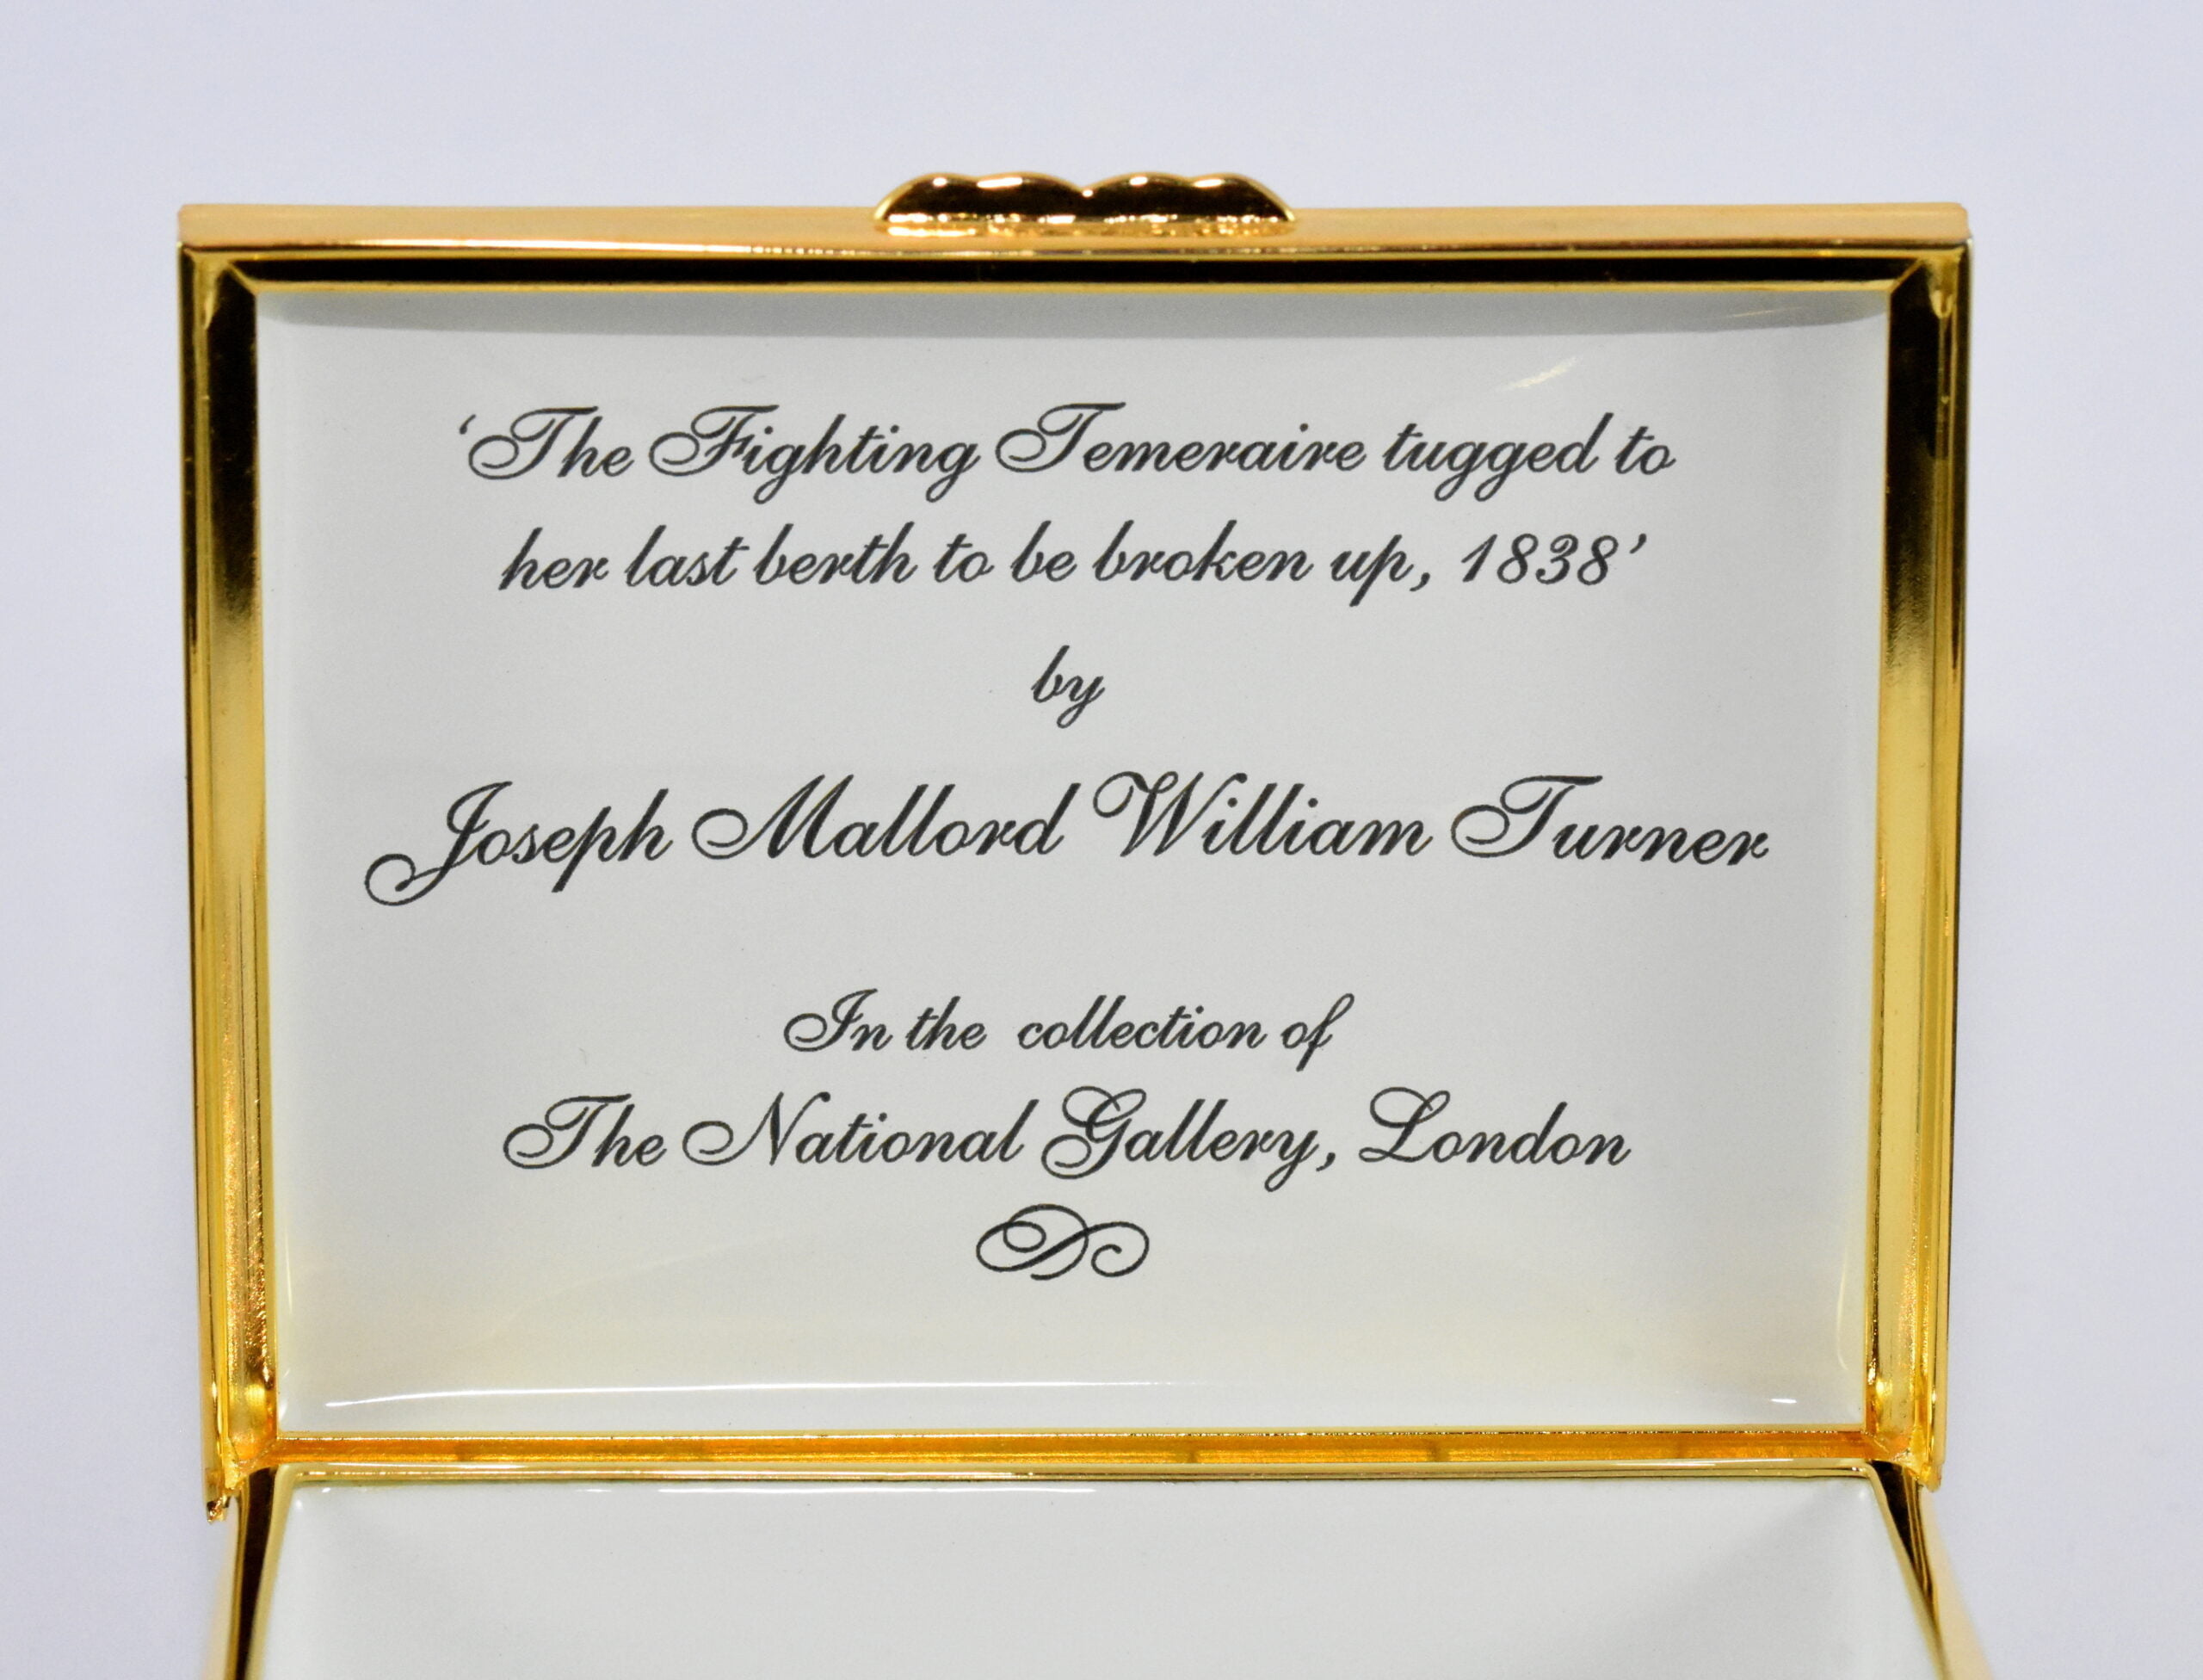 ‘The Fighting Temeraire tugged to
her last berth to be broken up, 1838’
by
Joseph Mallord William Turner
In the collection of
The National Gallery, London